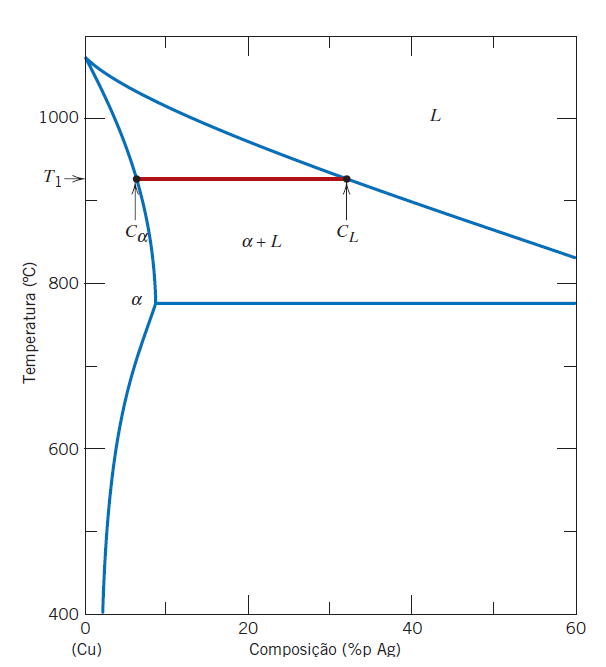 L
1000
T1
Cα
α + L
CL
800
α
Temperatura (ºC)
600
400
0
20
40
60
(Cu)
Composição (%p Ag)